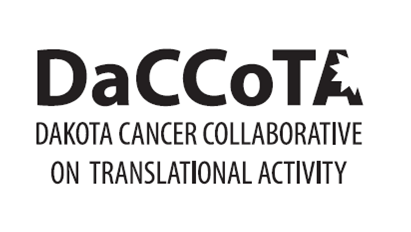 DaCCoTA
DAKOTA CANCER COLLABORATIVE
ON TRANSLATIONAL ACTIVITY